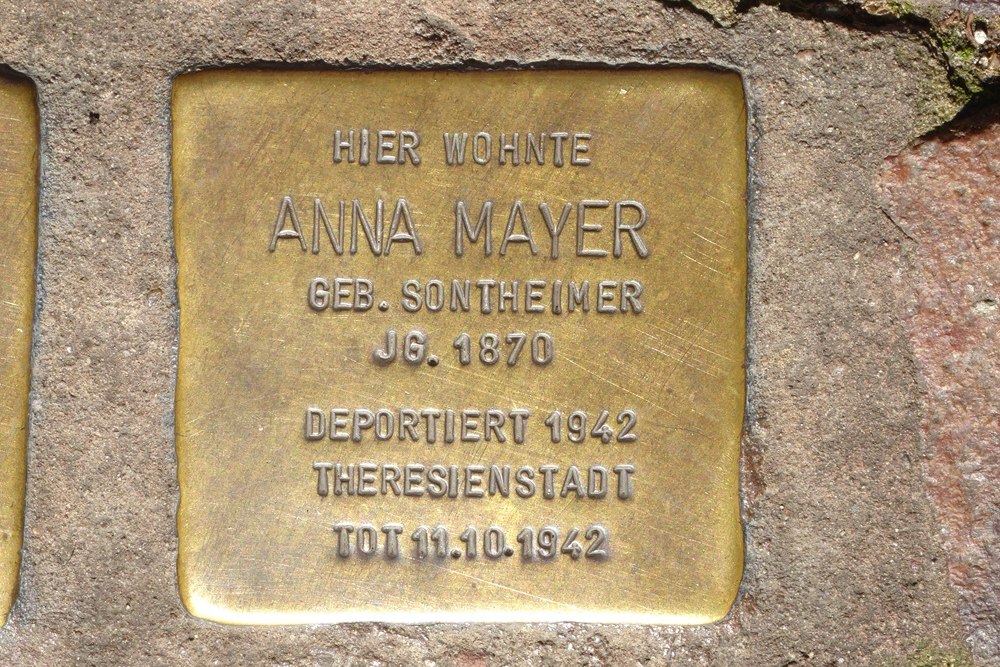 HIER WOHNTE
ANNA MAYER
GEB. SONTHEIMER
JG. 1870
DEPORTIERT 1942
THERESIENSTADT
TOT 11.10.1942